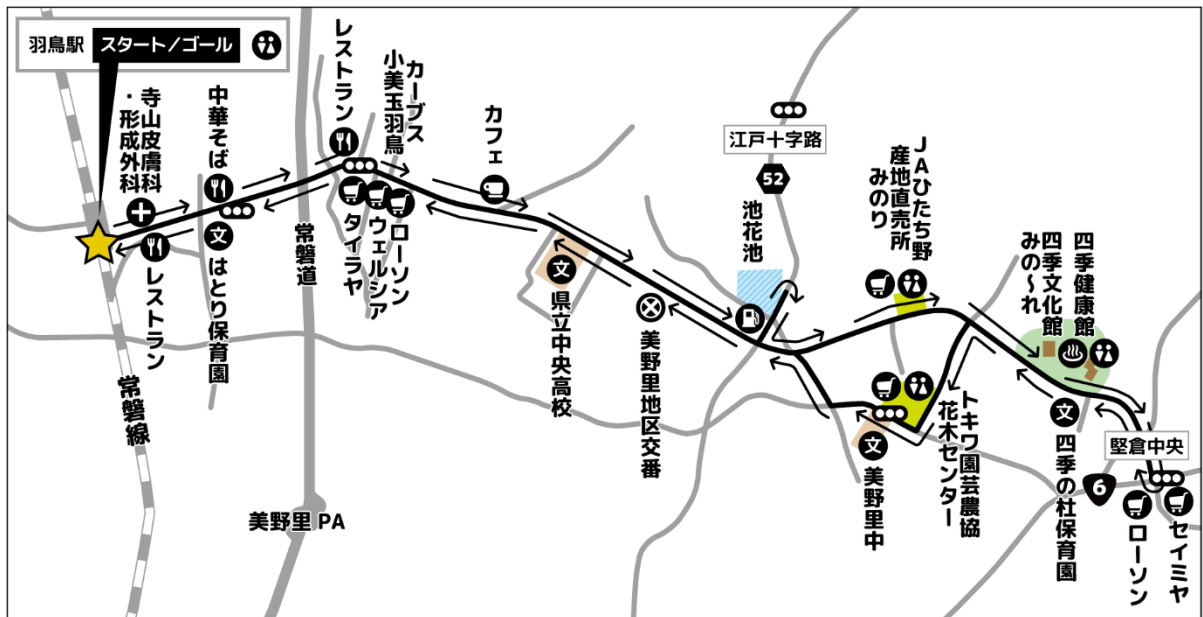 羽鳥駅
スタート/ゴール
寺山皮膚科
・形成外科
レストラン
中華そば
はとり保育園
常磐線
常磐道
美野里 PA
レストラン
カーブス
小美玉羽鳥
タイラヤ
ウェルシア
ローソン
カフェ
文
県立中央高校
美野里地区交番
江戸十字路
52
池花池
JAひたち野
産地直売所
みのり
文
美野里中
トキワ園芸農協
花木センター
四季文化館
みの〜れ
四季健康館
文
四季の杜保育園
堅倉中央
6
ローソン
セイミヤ
文